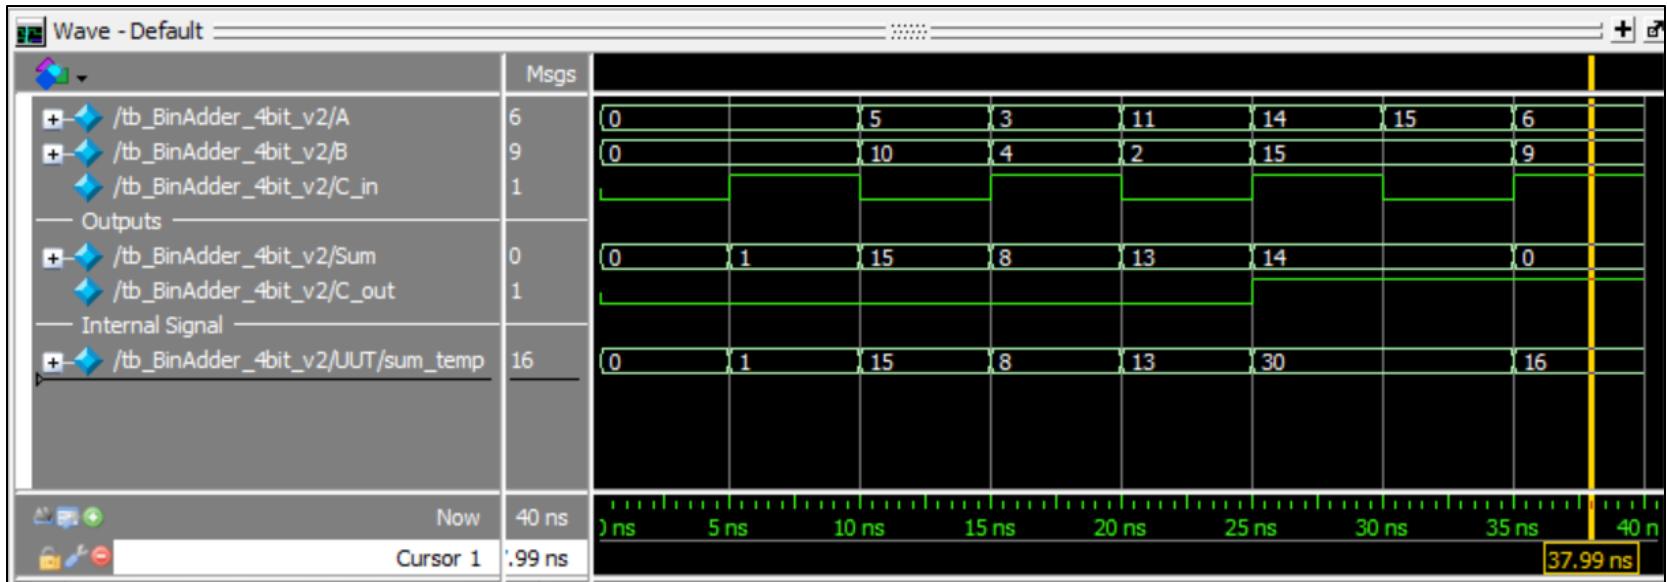 Wave - Default
Msgs
/tb_BinAdder_4bit_v2/A 6 0 5 3 11 14 15 6
/tb_BinAdder_4bit_v2/B 9 0 10 4 2 15 9
/tb_BinAdder_4bit_v2/C_in 1
Outputs
/tb_BinAdder_4bit_v2/Sum 0 0 1 15 8 13 14 0
/tb_BinAdder_4bit_v2/C_out 1
Internal Signal
/tb_BinAdder_4bit_v2/UUT/sum_temp 16 0 1 15 8 13 30 16
Now 40 ns ns 5 ns 10 ns 15 ns 20 ns 25 ns 30 ns 35 ns 40 n
Cursor 1 .99 ns 37.99 ns